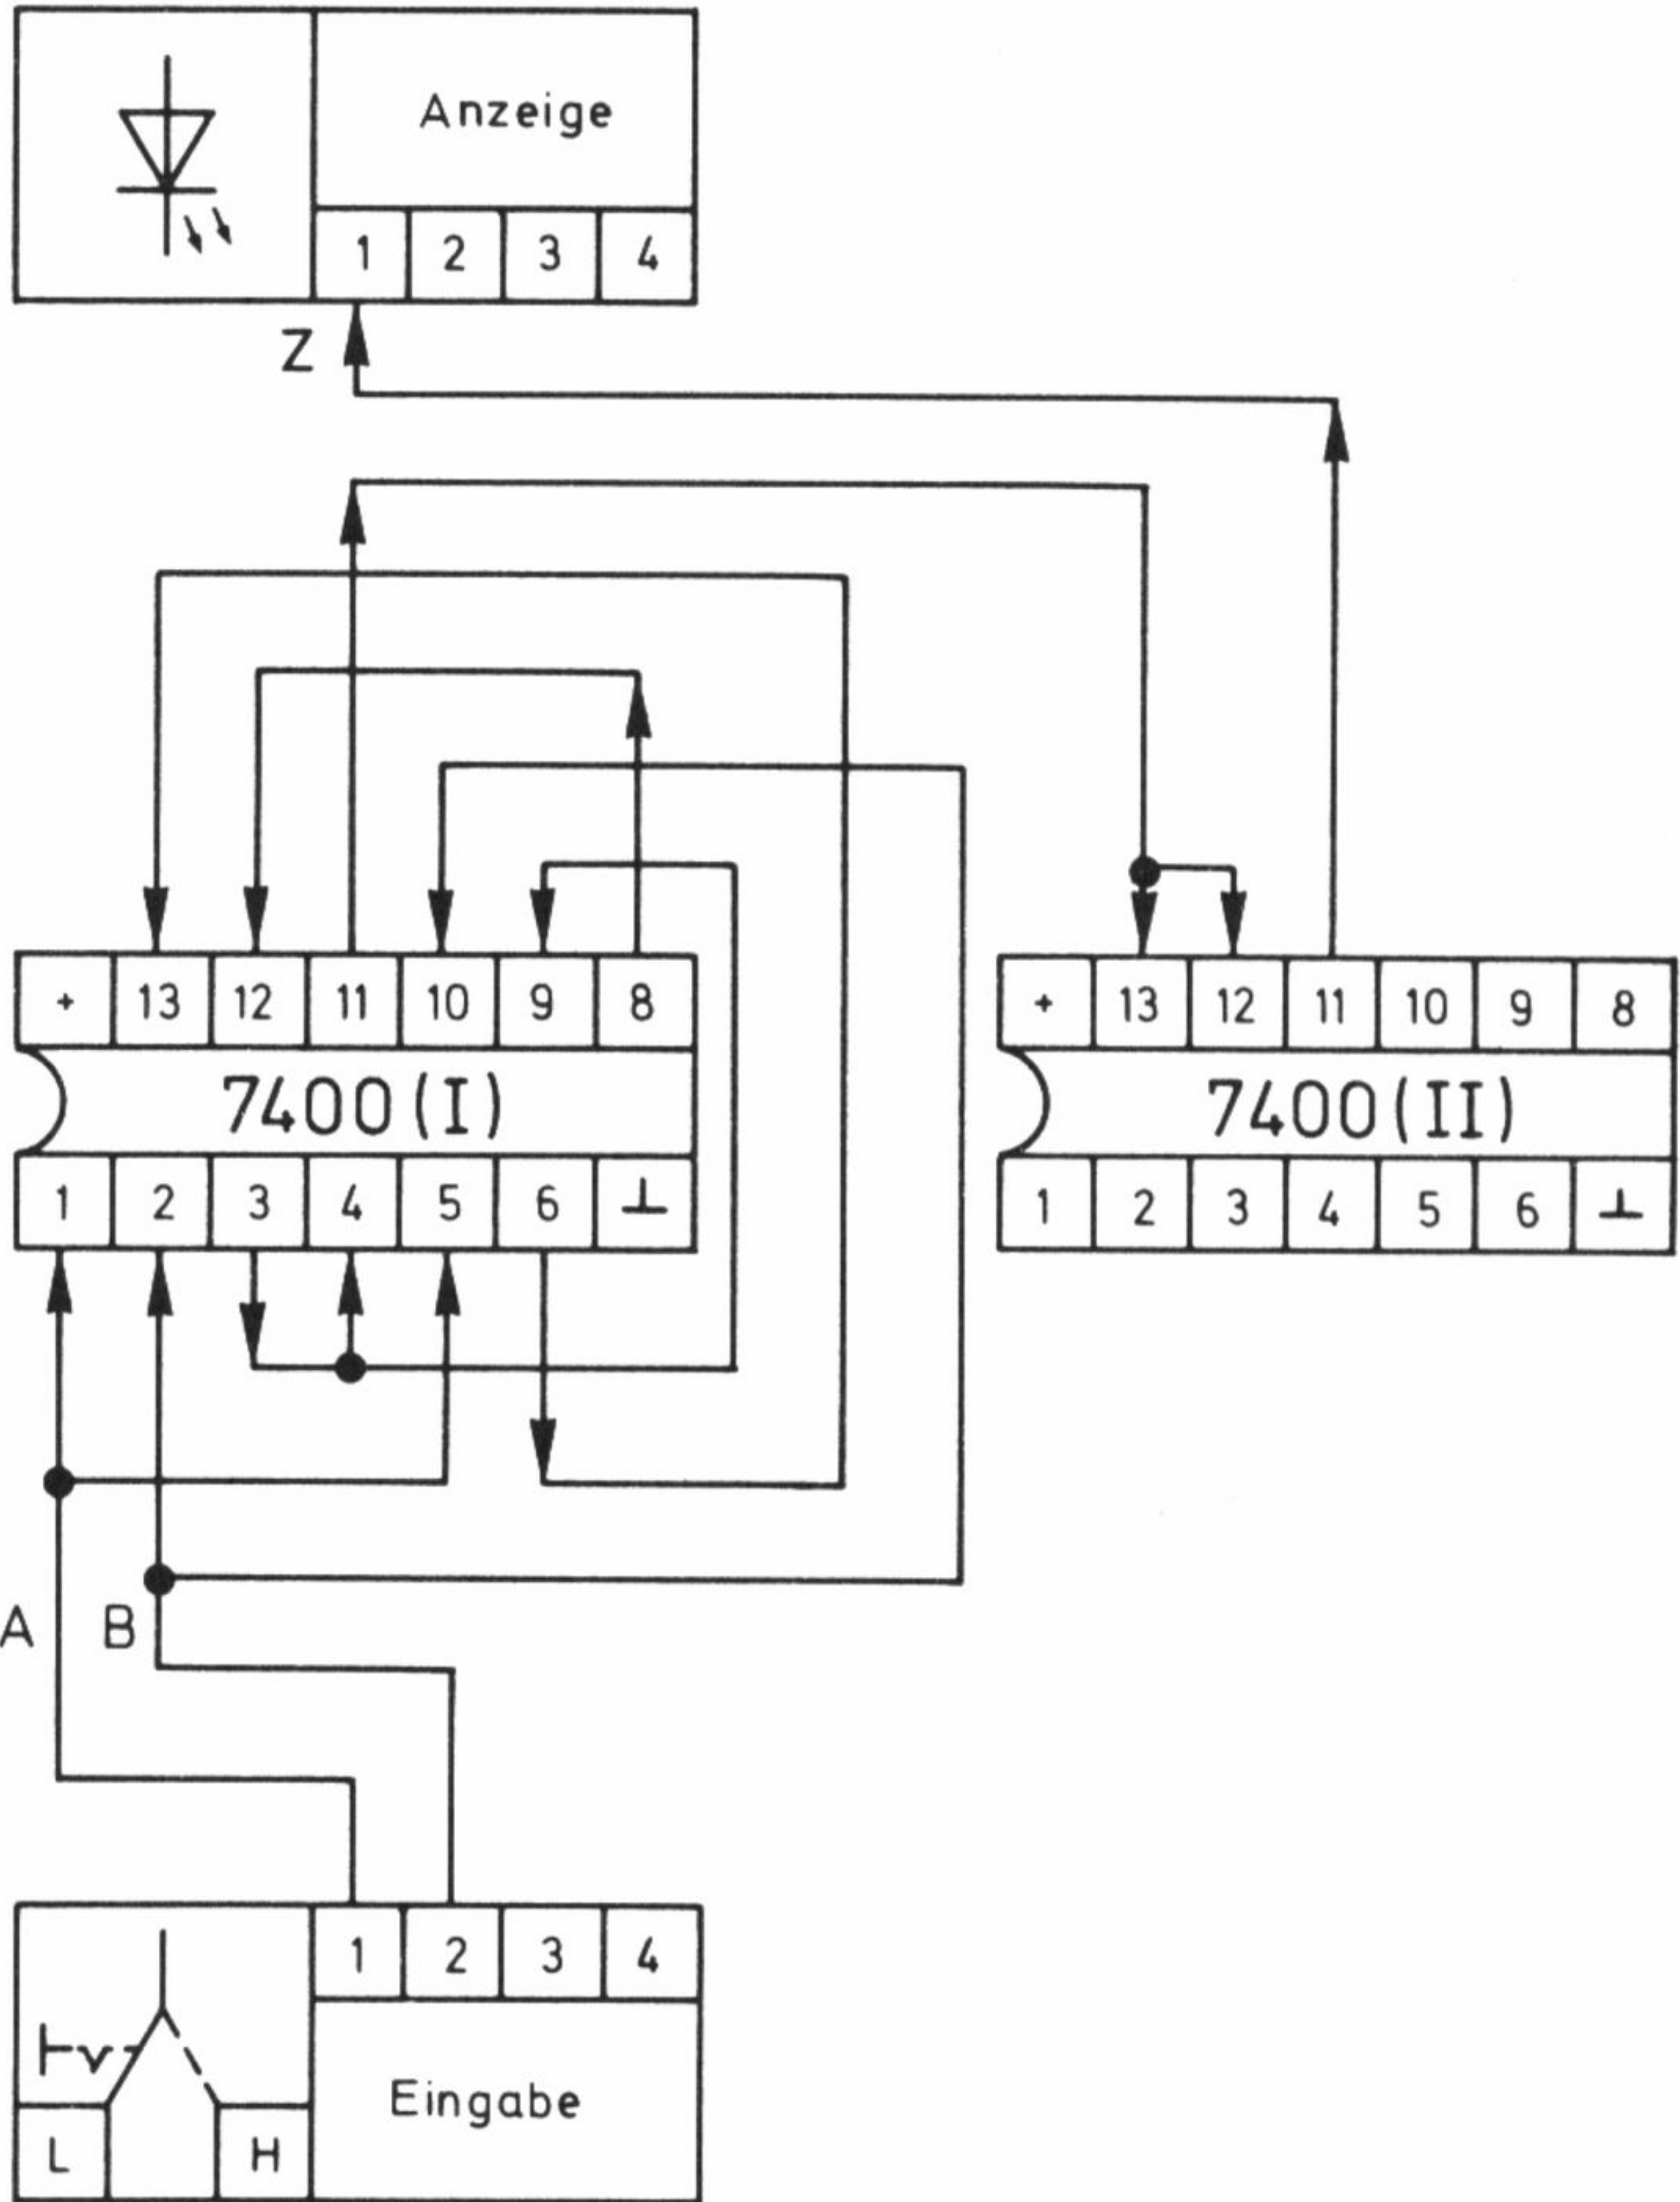 Anzeige
1 2 3 4
Z
+ 13 12 11 10 9 8
7400 (I)
1 2 3 4 5 6 ⊥
+ 13 12 11 10 9 8
7400 (II)
1 2 3 4 5 6 ⊥
A B
1 2 3 4
Eingabe
L H